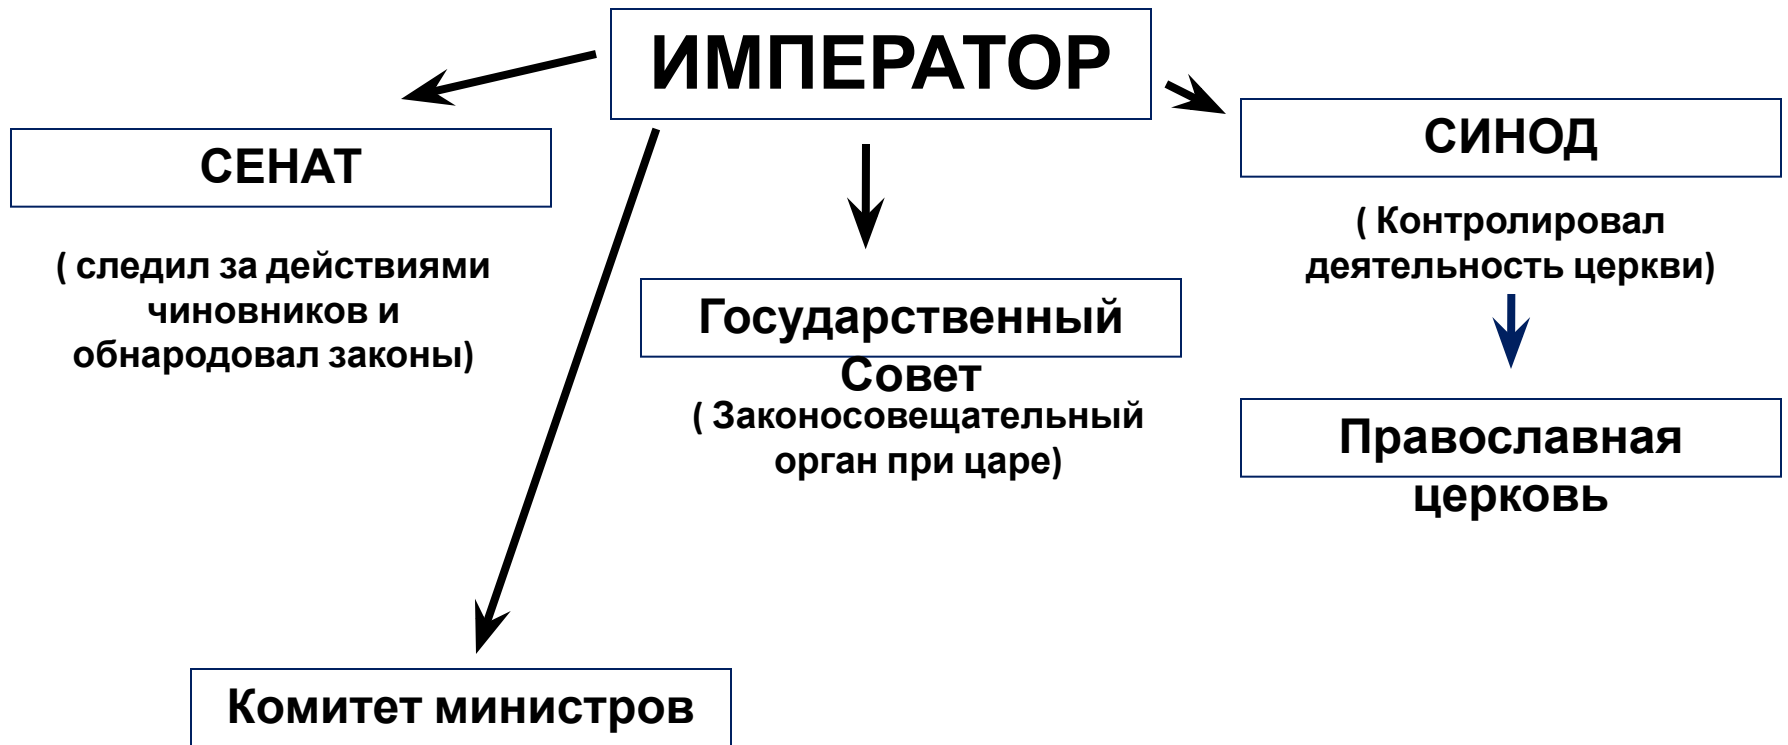 ИМПЕРАТОР
СЕНАТ
( следил за действиями
чиновников и
обнародовал законы)
Государственный
Совет
( Законосовещательный
орган при царе)
СИНОД
( Контролировал
деятельность церкви)
Православная
церковь
Комитет министров